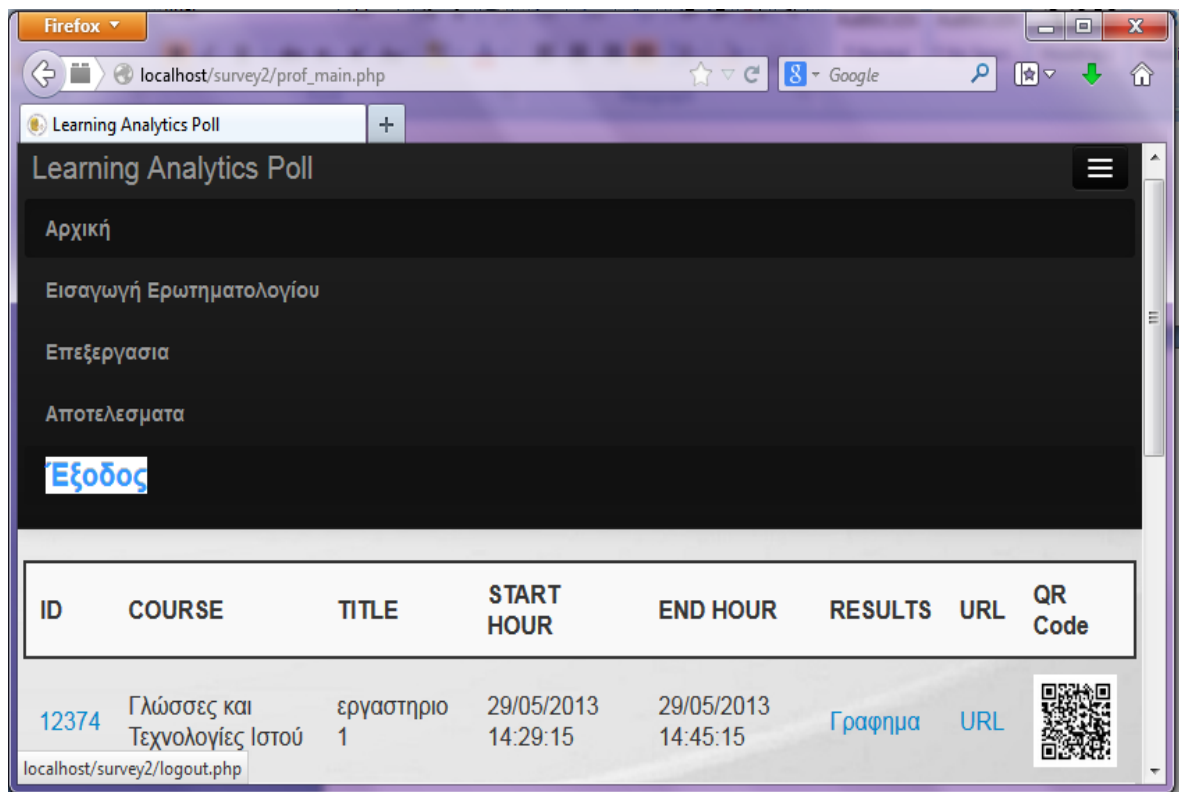 Firefox
localhost/survey2/prof_main.php
Google
Learning Analytics Poll
Learning Analytics Poll
Αρχική
Εισαγωγή Ερωτηματολογίου
Επεξεργασια
Αποτελεσματα
Έξοδος
ID COURSE TITLE START HOUR END HOUR RESULTS URL QR Code
12374 Γλώσσες και Τεχνολογίες Ιστού εργαστηριο 1 29/05/2013 14:29:15 29/05/2013 14:45:15 Γραφημα URL
localhost/survey2/logout.php